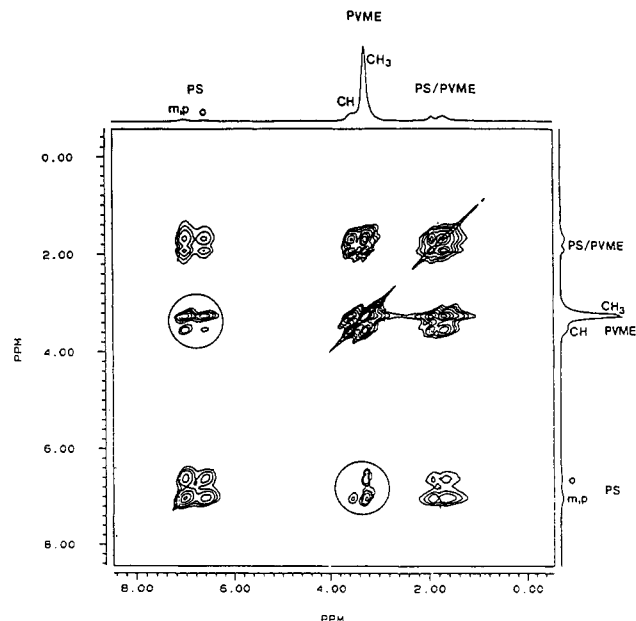 PVME
CH₃
PS
CH
PS/PVME
m,p o
0.00
PS/PVME
2.00
CH₃
CH PVME
PPM
4.00
6.00
o
m,p PS
8.00
8.00 6.00 4.00 2.00 0.00
PPM